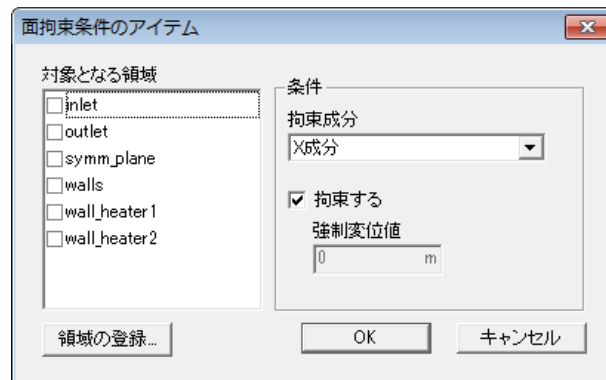 面拘束条件のアイテム
対象となる領域
inlet
outlet
symm_plane
walls
wall_heater1
wall_heater2
領域の登録...
条件
拘束成分
X成分
拘束する
強制変位値
0 m
OK
キャンセル